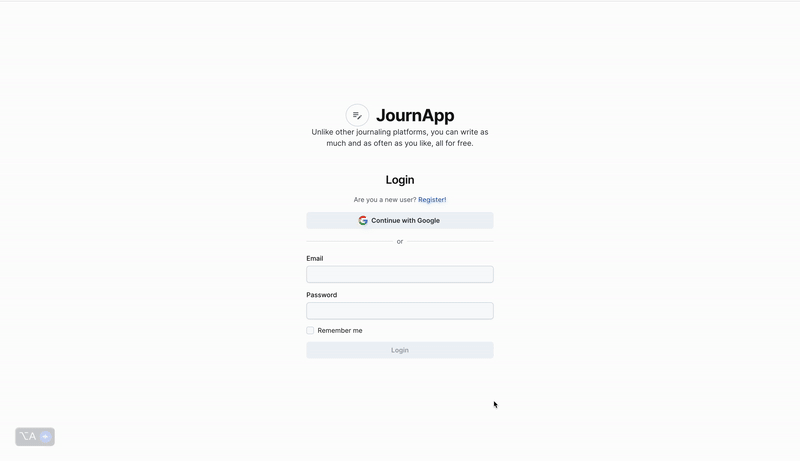 JournApp
Unlike other journaling platforms, you can write as
much and as often as you like, all for free.
Login
Are you a new user? Register!
Continue with Google
or
Email
Password
Remember me
Login
⌥A